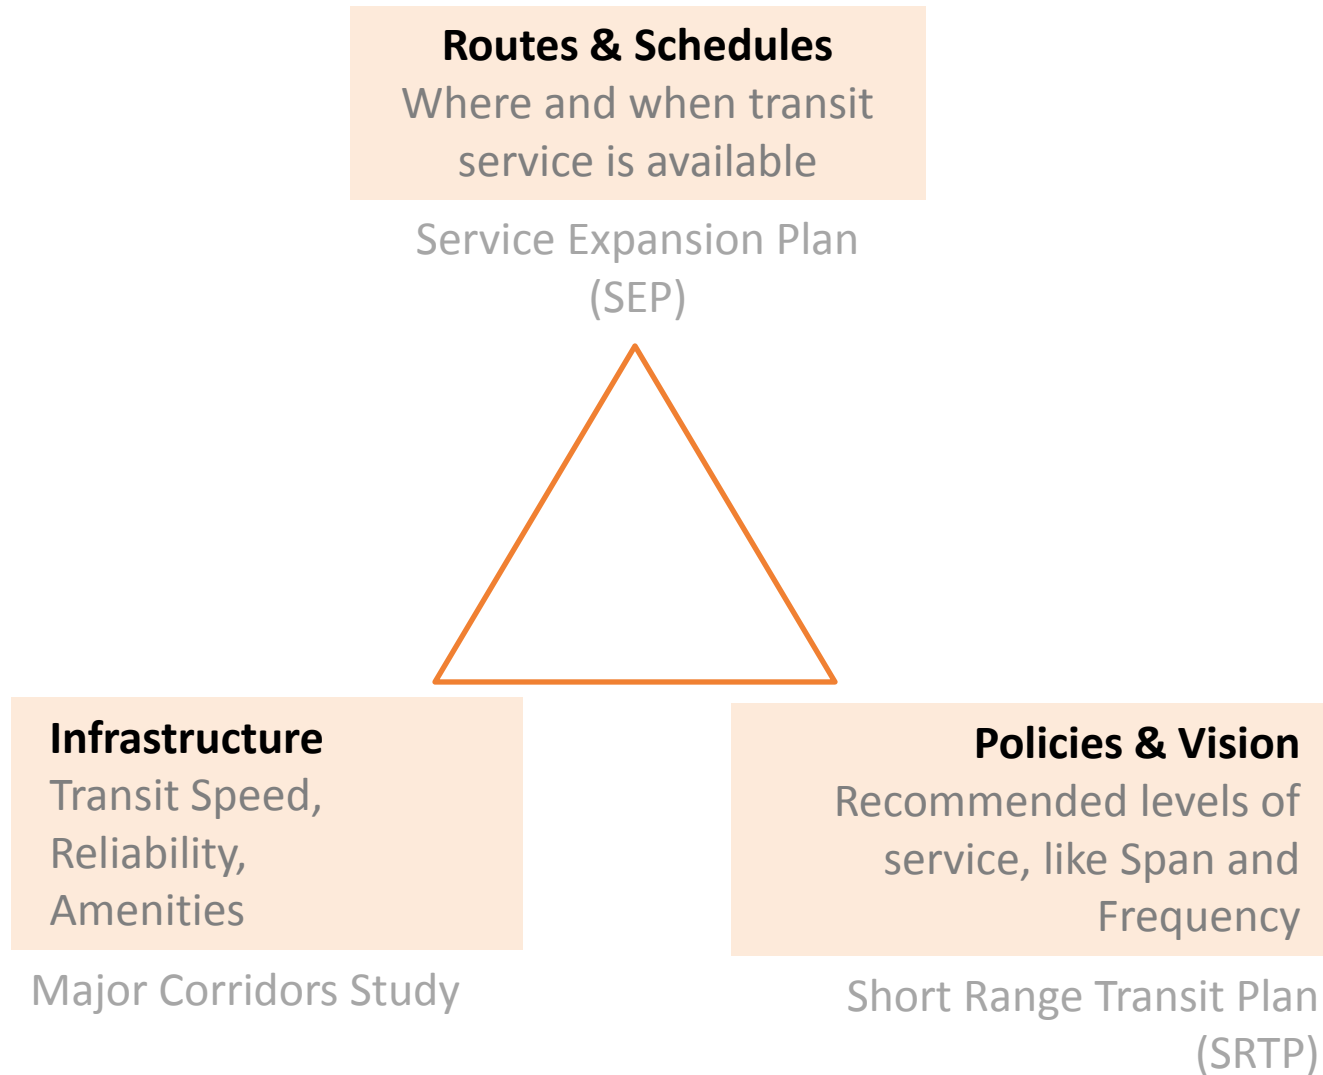 Routes & Schedules
Where and when transit
service is available
Service Expansion Plan
(SEP)
Infrastructure
Transit Speed,
Reliability,
Amenities
Major Corridors Study
Policies & Vision
Recommended levels of
service, like Span and
Frequency
Short Range Transit Plan
(SRTP)